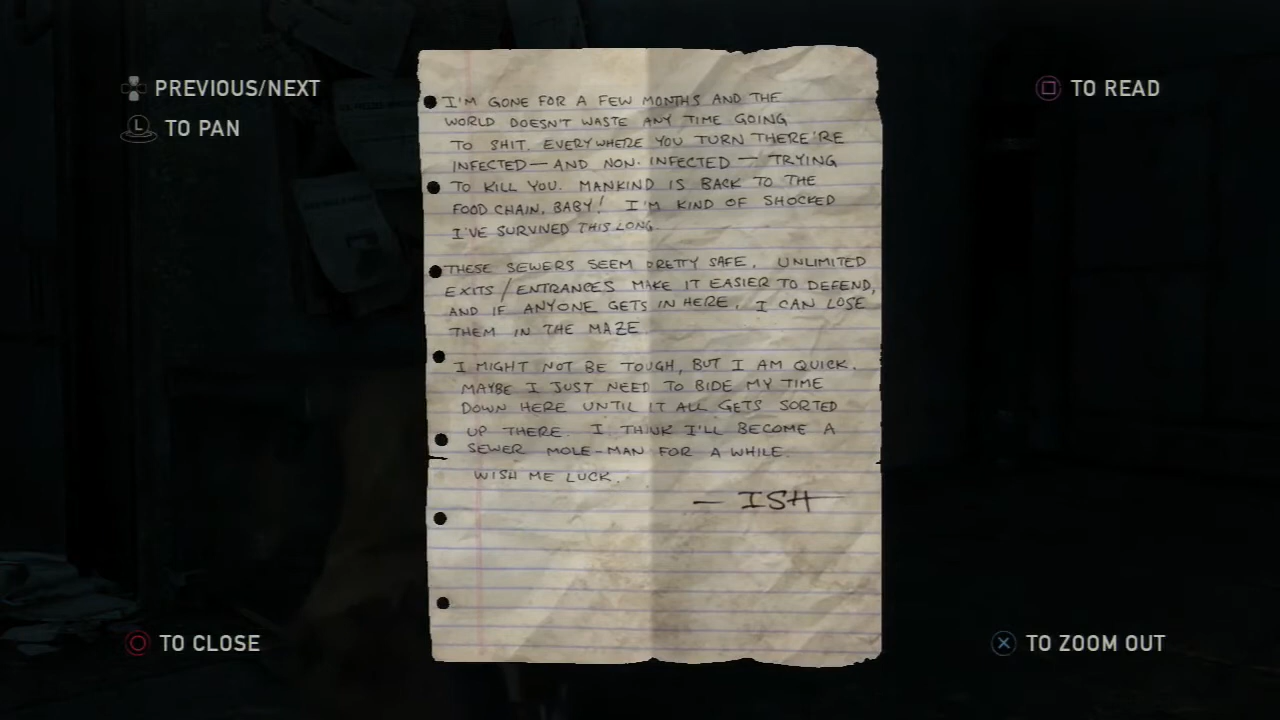 PREVIOUS/NEXT
L TO PAN
TO READ
I'M GONE FOR A FEW MONTHS AND THE
WORLD DOESN'T WASTE ANY TIME GOING
TO SHIT. EVERYWHERE YOU TURN THERE'RE
INFECTED — AND NON-INFECTED — TRYING
TO KILL YOU. MANKIND IS BACK TO THE
FOOD CHAIN, BABY! I'M KIND OF SHOCKED
I'VE SURVIVED THIS LONG.
THESE SEWERS SEEM PRETTY SAFE. UNLIMITED
EXITS/ENTRANCES MAKE IT EASIER TO DEFEND,
AND IF ANYONE GETS IN HERE, I CAN LOSE
THEM IN THE MAZE
I MIGHT NOT BE TOUGH, BUT I AM QUICK.
MAYBE I JUST NEED TO BIDE MY TIME
DOWN HERE UNTIL IT ALL GETS SORTED
UP THERE. I THINK I'LL BECOME A
SEWER MOLE-MAN FOR A WHILE.
WISH ME LUCK.
— ISH
TO CLOSE
TO ZOOM OUT